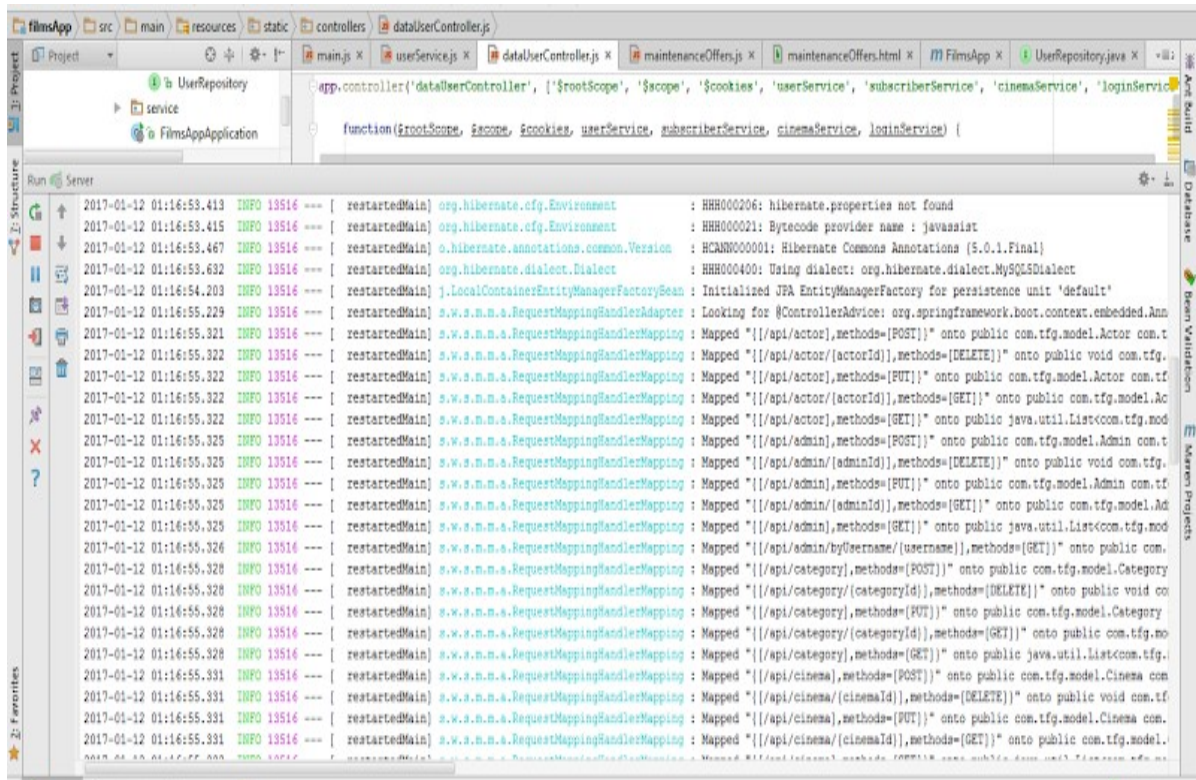 filmsApp src main resources static controllers dataUserController.js
Project main.js × userService.js × dataUserController.js × maintenanceOffers.js × maintenanceOffers.html × m FilmsApp × UserRepository.java ×
UserRepository
service
FilmsAppApplication
app.controller('dataUserController', ['$rootScope', '$scope', '$cookies', 'userService', 'subscriberService', 'cinemaService', 'loginServic
function($rootScope, $scope, $cookies, userService, subscriberService, cinemaService, loginService) {
Run Server
2017-01-12 01:16:53.413 INFO 13516 --- [ restartedMain] org.hibernate.cfg.Environment : HHH000206: hibernate.properties not found
2017-01-12 01:16:53.415 INFO 13516 --- [ restartedMain] org.hibernate.cfg.Environment : HHH000021: Bytecode provider name : javassist
2017-01-12 01:16:53.467 INFO 13516 --- [ restartedMain] o.hibernate.annotations.common.Version : HCANN000001: Hibernate Commons Annotations {5.0.1.Final}
2017-01-12 01:16:53.632 INFO 13516 --- [ restartedMain] org.hibernate.dialect.Dialect : HHH000400: Using dialect: org.hibernate.dialect.MySQL5Dialect
2017-01-12 01:16:54.203 INFO 13516 --- [ restartedMain] j.LocalContainerEntityManagerFactoryBean : Initialized JPA EntityManagerFactory for persistence unit 'default'
2017-01-12 01:16:55.229 INFO 13516 --- [ restartedMain] s.w.s.m.m.a.RequestMappingHandlerAdapter : Looking for @ControllerAdvice: org.springframework.boot.context.embedded.Ann
2017-01-12 01:16:55.321 INFO 13516 --- [ restartedMain] s.w.s.m.m.a.RequestMappingHandlerMapping : Mapped "{[/api/actor],methods=[POST]}" onto public com.tfg.model.Actor com.t
2017-01-12 01:16:55.322 INFO 13516 --- [ restartedMain] s.w.s.m.m.a.RequestMappingHandlerMapping : Mapped "{[/api/actor/{actorId}],methods=[DELETE]}" onto public void com.tfg.
2017-01-12 01:16:55.322 INFO 13516 --- [ restartedMain] s.w.s.m.m.a.RequestMappingHandlerMapping : Mapped "{[/api/actor],methods=[PUT]}" onto public com.tfg.model.Actor com.tf
2017-01-12 01:16:55.322 INFO 13516 --- [ restartedMain] s.w.s.m.m.a.RequestMappingHandlerMapping : Mapped "{[/api/actor/{actorId}],methods=[GET]}" onto public com.tfg.model.Ac
2017-01-12 01:16:55.322 INFO 13516 --- [ restartedMain] s.w.s.m.m.a.RequestMappingHandlerMapping : Mapped "{[/api/actor],methods=[GET]}" onto public java.util.List<com.tfg.mod
2017-01-12 01:16:55.325 INFO 13516 --- [ restartedMain] s.w.s.m.m.a.RequestMappingHandlerMapping : Mapped "{[/api/admin],methods=[POST]}" onto public com.tfg.model.Admin com.t
2017-01-12 01:16:55.325 INFO 13516 --- [ restartedMain] s.w.s.m.m.a.RequestMappingHandlerMapping : Mapped "{[/api/admin/{adminId}],methods=[DELETE]}" onto public void com.tfg.
2017-01-12 01:16:55.325 INFO 13516 --- [ restartedMain] s.w.s.m.m.a.RequestMappingHandlerMapping : Mapped "{[/api/admin],methods=[PUT]}" onto public com.tfg.model.Admin com.tf
2017-01-12 01:16:55.325 INFO 13516 --- [ restartedMain] s.w.s.m.m.a.RequestMappingHandlerMapping : Mapped "{[/api/admin/{adminId}],methods=[GET]}" onto public com.tfg.model.Ad
2017-01-12 01:16:55.325 INFO 13516 --- [ restartedMain] s.w.s.m.m.a.RequestMappingHandlerMapping : Mapped "{[/api/admin],methods=[GET]}" onto public java.util.List<com.tfg.mod
2017-01-12 01:16:55.326 INFO 13516 --- [ restartedMain] s.w.s.m.m.a.RequestMappingHandlerMapping : Mapped "{[/api/admin/byUsername/{username}],methods=[GET]}" onto public com.
2017-01-12 01:16:55.328 INFO 13516 --- [ restartedMain] s.w.s.m.m.a.RequestMappingHandlerMapping : Mapped "{[/api/category],methods=[POST]}" onto public com.tfg.model.Category
2017-01-12 01:16:55.328 INFO 13516 --- [ restartedMain] s.w.s.m.m.a.RequestMappingHandlerMapping : Mapped "{[/api/category/{categoryId}],methods=[DELETE]}" onto public void co
2017-01-12 01:16:55.328 INFO 13516 --- [ restartedMain] s.w.s.m.m.a.RequestMappingHandlerMapping : Mapped "{[/api/category],methods=[PUT]}" onto public com.tfg.model.Category
2017-01-12 01:16:55.328 INFO 13516 --- [ restartedMain] s.w.s.m.m.a.RequestMappingHandlerMapping : Mapped "{[/api/category/{categoryId}],methods=[GET]}" onto public com.tfg.mo
2017-01-12 01:16:55.328 INFO 13516 --- [ restartedMain] s.w.s.m.m.a.RequestMappingHandlerMapping : Mapped "{[/api/category],methods=[GET]}" onto public java.util.List<com.tfg.
2017-01-12 01:16:55.331 INFO 13516 --- [ restartedMain] s.w.s.m.m.a.RequestMappingHandlerMapping : Mapped "{[/api/cinema],methods=[POST]}" onto public com.tfg.model.Cinema com
2017-01-12 01:16:55.331 INFO 13516 --- [ restartedMain] s.w.s.m.m.a.RequestMappingHandlerMapping : Mapped "{[/api/cinema/{cinemaId}],methods=[DELETE]}" onto public void com.tf
2017-01-12 01:16:55.331 INFO 13516 --- [ restartedMain] s.w.s.m.m.a.RequestMappingHandlerMapping : Mapped "{[/api/cinema],methods=[PUT]}" onto public com.tfg.model.Cinema com.
2017-01-12 01:16:55.331 INFO 13516 --- [ restartedMain] s.w.s.m.m.a.RequestMappingHandlerMapping : Mapped "{[/api/cinema/{cinemaId}],methods=[GET]}" onto public com.tfg.model.
1: Project
7: Structure
2: Favorites
Ant Build
Database
Bean Validation
Maven Projects